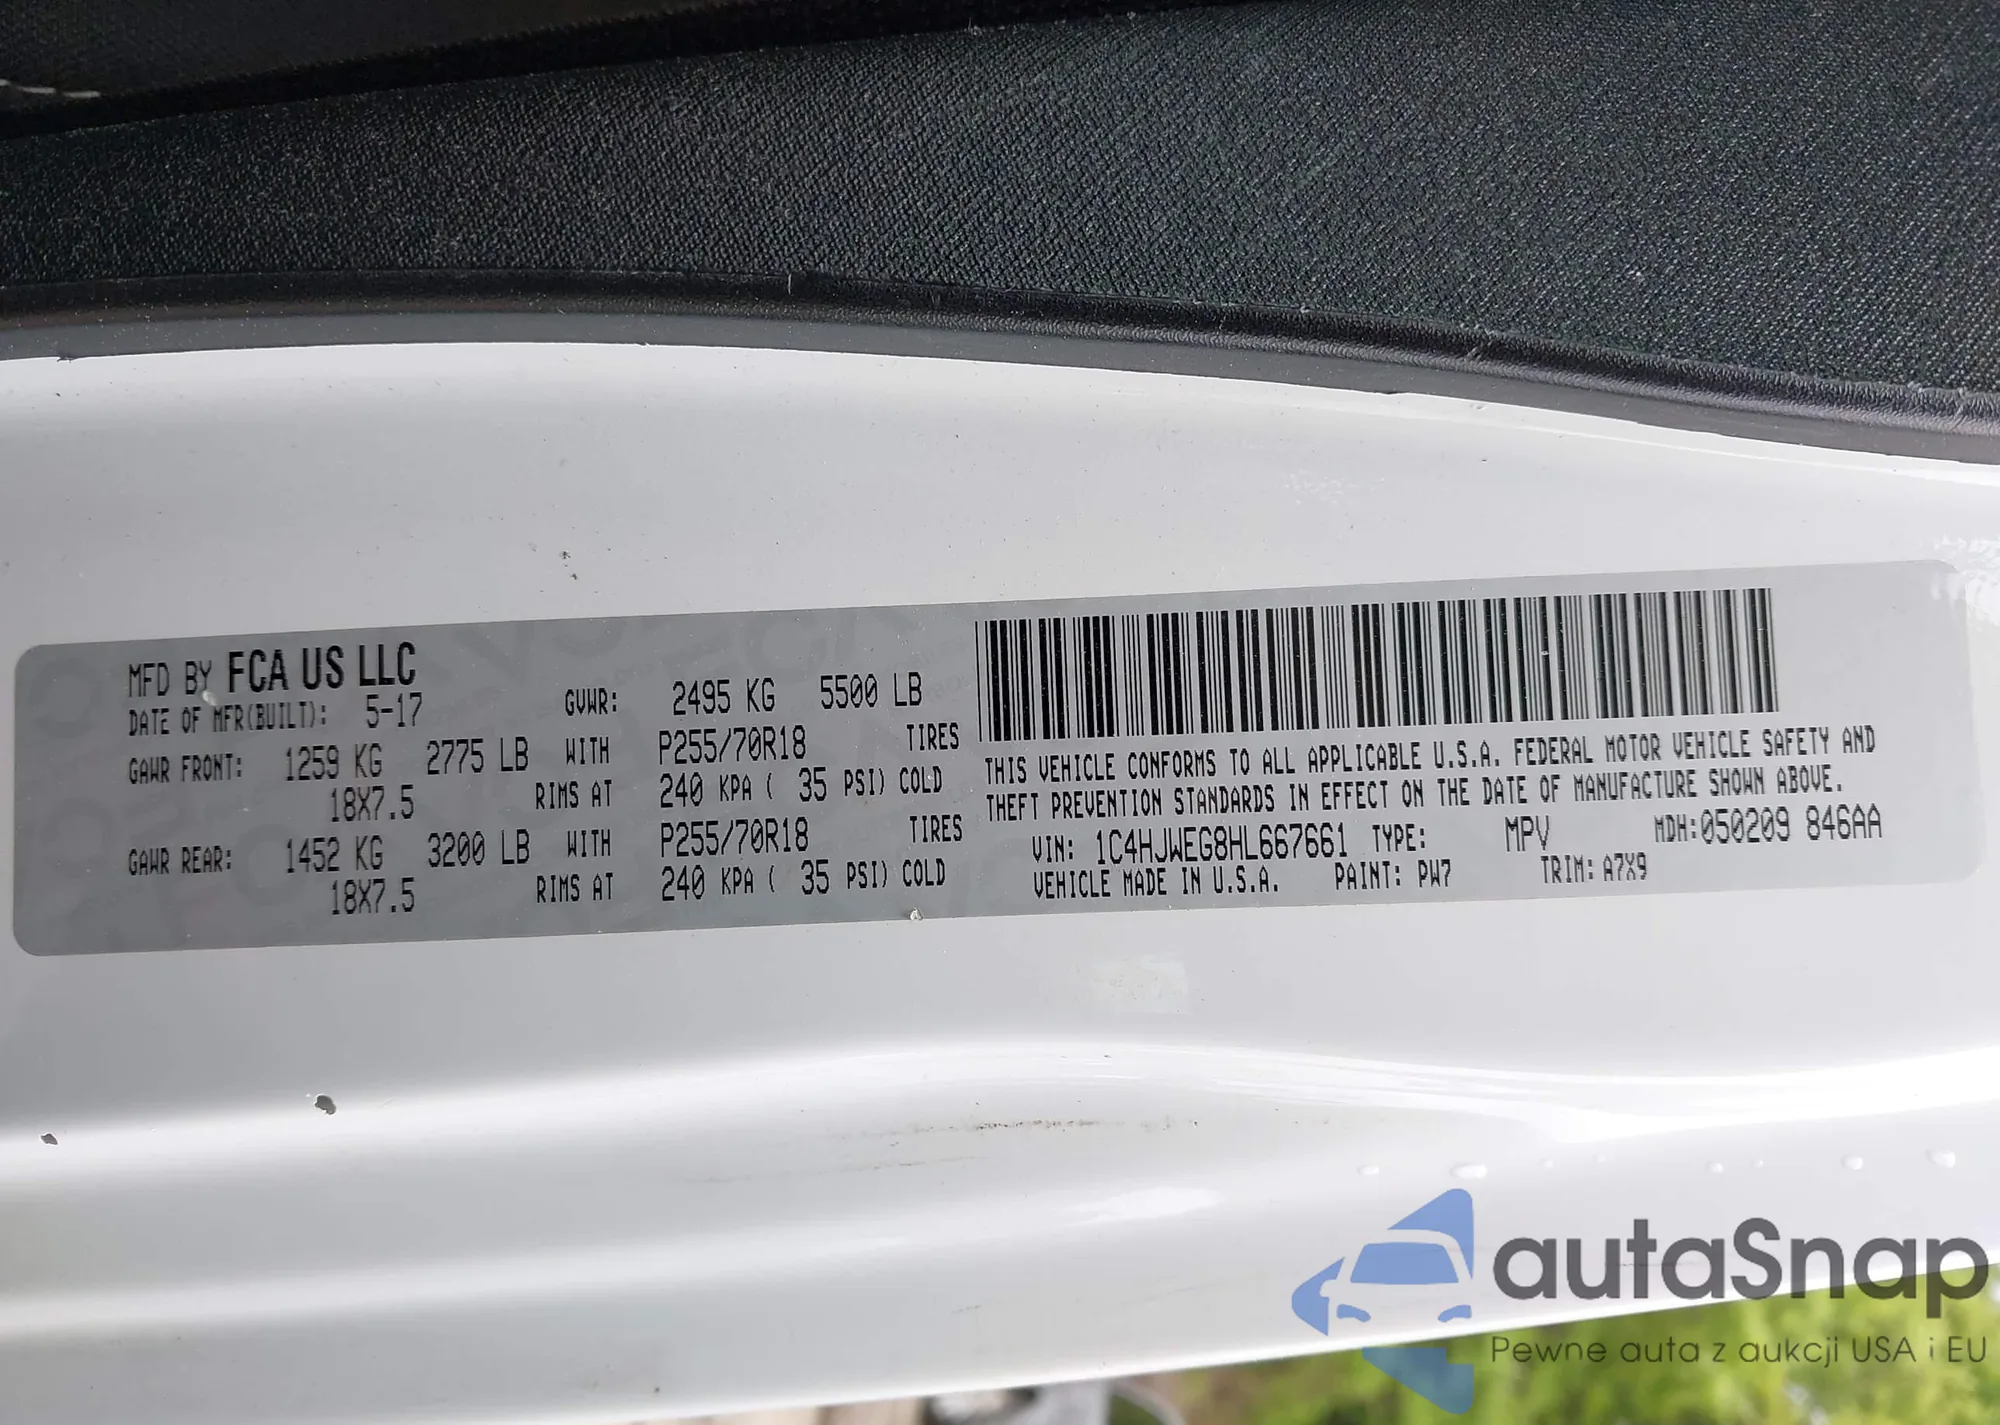 MFD BY FCA US LLC
DATE OF MFR(BUILT): 5-17 GVWR: 2495 KG 5500 LB
GAWR FRONT: 1259 KG 2775 LB WITH P255/70R18 TIRES
18X7.5 RIMS AT 240 KPA ( 35 PSI) COLD
GAWR REAR: 1452 KG 3200 LB WITH P255/70R18 TIRES
18X7.5 RIMS AT 240 KPA ( 35 PSI) COLD
THIS VEHICLE CONFORMS TO ALL APPLICABLE U.S.A. FEDERAL MOTOR VEHICLE SAFETY AND
THEFT PREVENTION STANDARDS IN EFFECT ON THE DATE OF MANUFACTURE SHOWN ABOVE.
VIN: 1C4HJWEG8HL667661 TYPE: MPV MDH:050209 846AA
VEHICLE MADE IN U.S.A. PAINT: PW7 TRIM: A7X9
autaSnap
Pewne auta z aukcji USA i EU